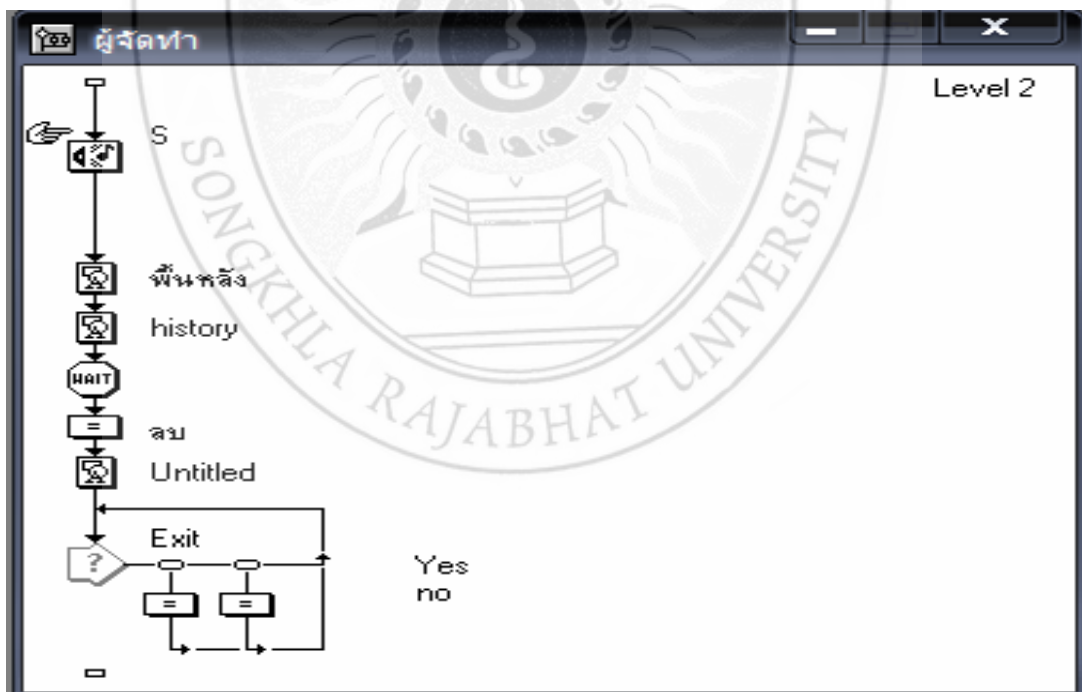 ผู้จัดทำ
Level 2
S
พื้นหลัง
history
WAIT
=
ลบ
Untitled
Exit
?
Yes
= =
no
SONGKHLA RAJABHAT UNIVERSITY